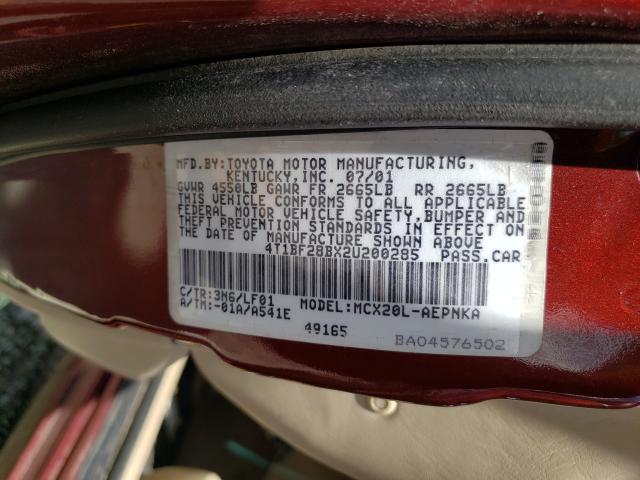 MFD.BY:TOYOTA MOTOR MANUFACTURING,
KENTUCKY,INC. 07/01
GVWR 4550LB GAWR FR 2665LB RR 2665LB
THIS VEHICLE CONFORMS TO ALL APPLICABLE
FEDERAL MOTOR VEHICLE SAFETY,BUMPER AND
THEFT PREVENTION STANDARDS IN EFFECT ON
THE DATE OF MANUFACTURE SHOWN ABOVE
4T1BF28BX2U200285 PASS.CAR
C/TR:3N6/LF01 MODEL:MCX20L-AEPNKA
A/TM:-01A/A541E
49165
BA04576502